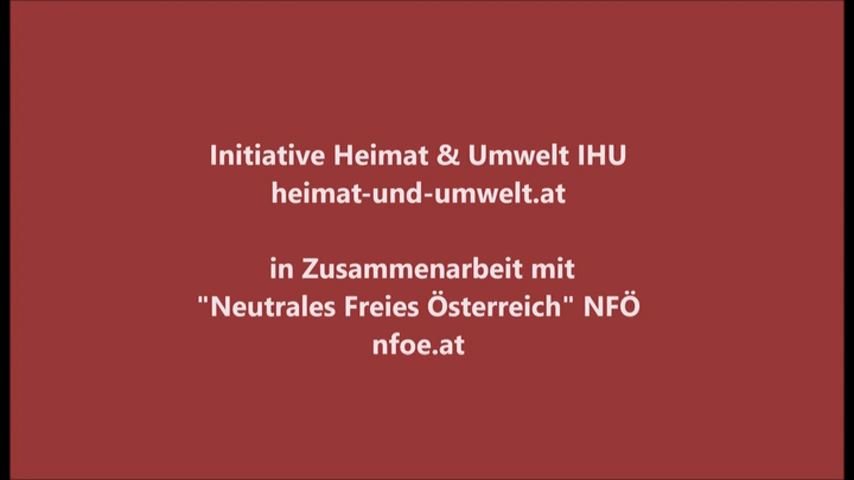 Initiative Heimat & Umwelt IHU
heimat-und-umwelt.at
in Zusammenarbeit mit
"Neutrales Freies Österreich" NFÖ
nfoe.at